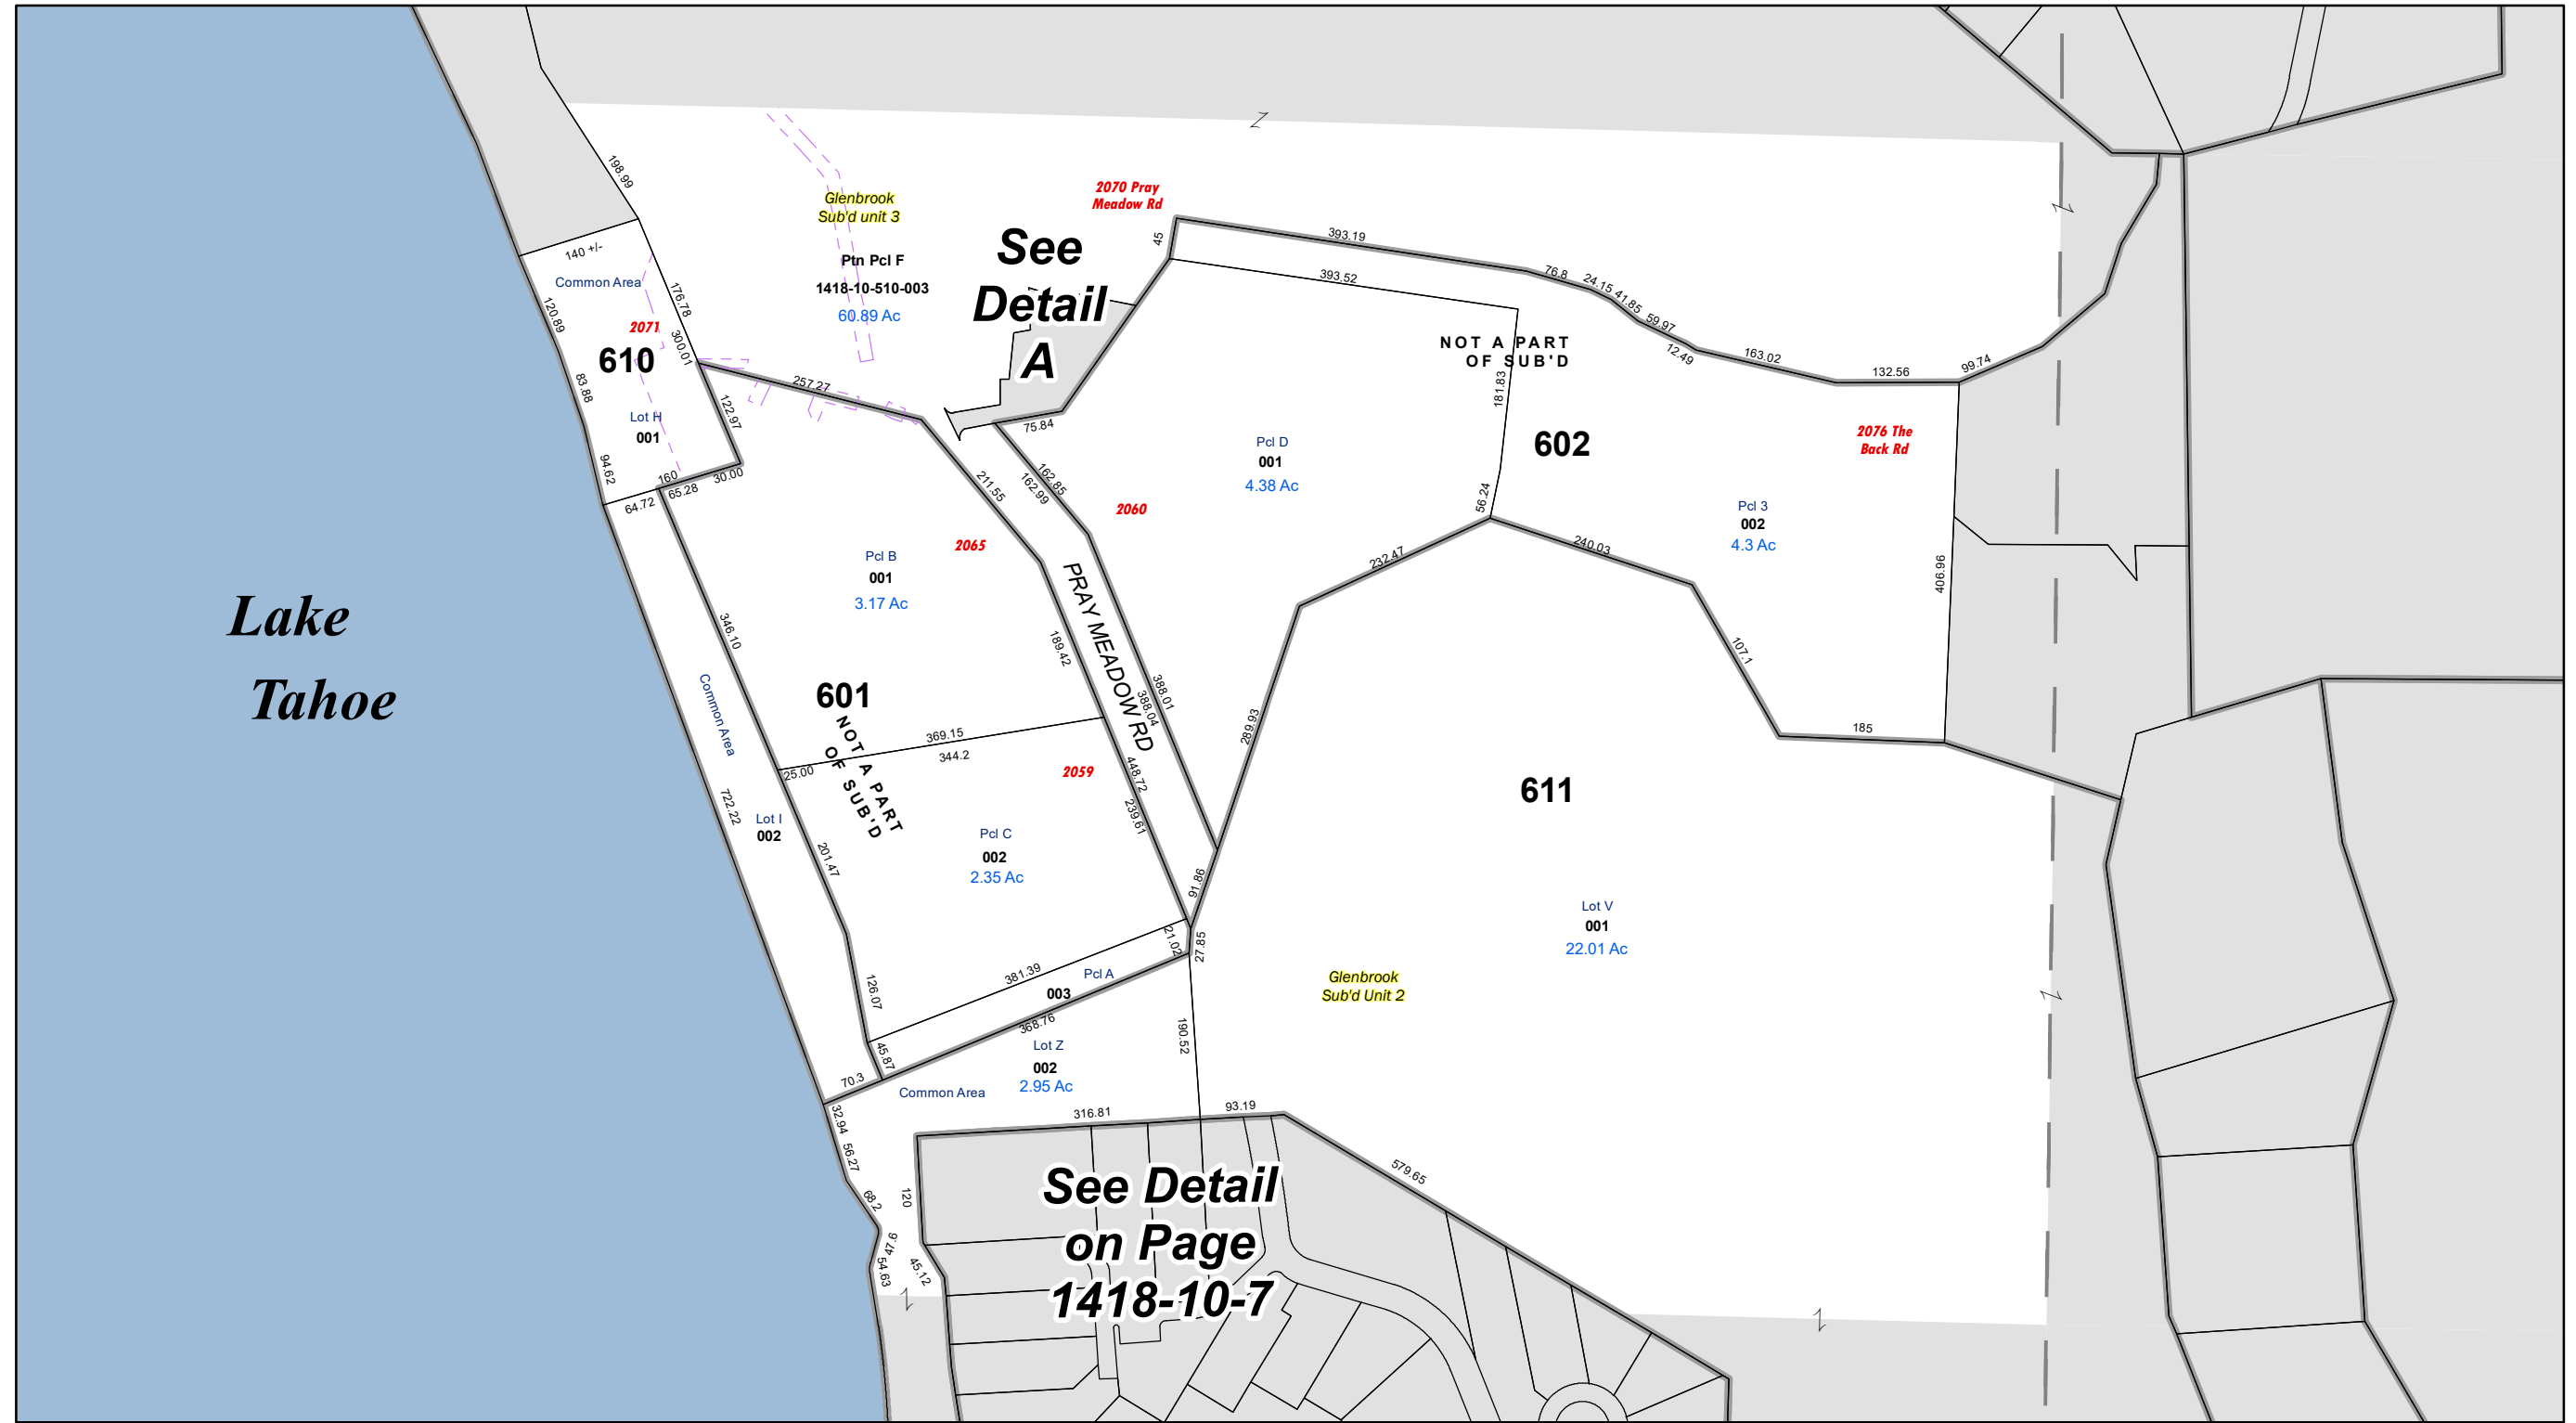 198.99
Glenbrook
Sub'd unit 3
2070 Pray
Meadow Rd
140 +/-
Common Area
176.78
300.01
120.89
2071
610
83.88
Lot H
001
122.97
94.62
160
30.00
65.28
64.72
Ptn Pcl F
1418-10-510-003
60.89 Ac
257.27
See
Detail
A
45
393.19
393.52
76.8
24.15
41.85
59.97
12.49
163.02
132.56
99.74
NOT A PART
OF SUB'D
181.83
56.24
75.84
Pcl D
001
4.38 Ac
602
2076 The
Back Rd
Pcl 3
002
4.3 Ac
406.96
211.55
162.85
162.99
2060
2065
Pcl B
001
3.17 Ac
232.47
240.03
107.1
185
Lake
Tahoe
346.10
Common Area
722.22
601
NOT A PART
OF SUB'D
189.42
PRAY MEADOW RD
388.01
388.04
289.93
369.15
344.2
25.00
2059
448.72
239.61
611
Lot I
002
201.47
Pcl C
002
2.35 Ac
91.86
Lot V
001
22.01 Ac
21.02
27.85
381.39
Pcl A
003
126.07
368.76
Glenbrook
Sub'd Unit 2
45.87
70.3
Lot Z
002
2.95 Ac
Common Area
190.52
316.81
93.19
32.94
56.27
68.2
120
47.6
54.63
45.12
579.65
See Detail
on Page
1418-10-7